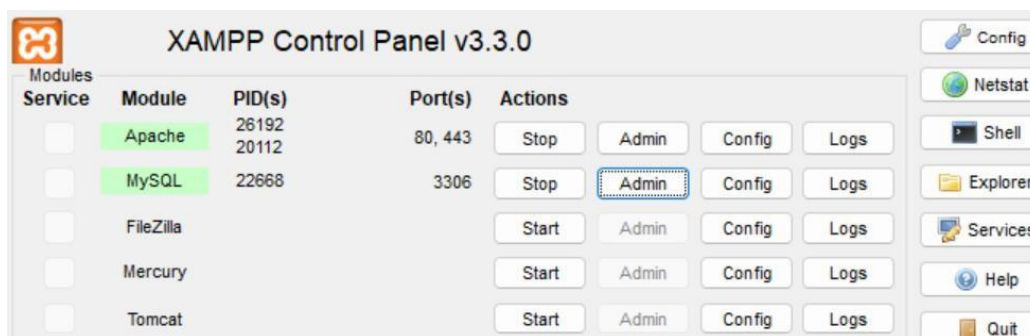 XAMPP Control Panel v3.3.0
Modules
Service Module PID(s) Port(s) Actions
Apache 26192 20112 80, 443 Stop Admin Config Logs
MySQL 22668 3306 Stop Admin Config Logs
FileZilla Start Admin Config Logs
Mercury Start Admin Config Logs
Tomcat Start Admin Config Logs
Config
Netstat
Shell
Explorer
Services
Help
Quit